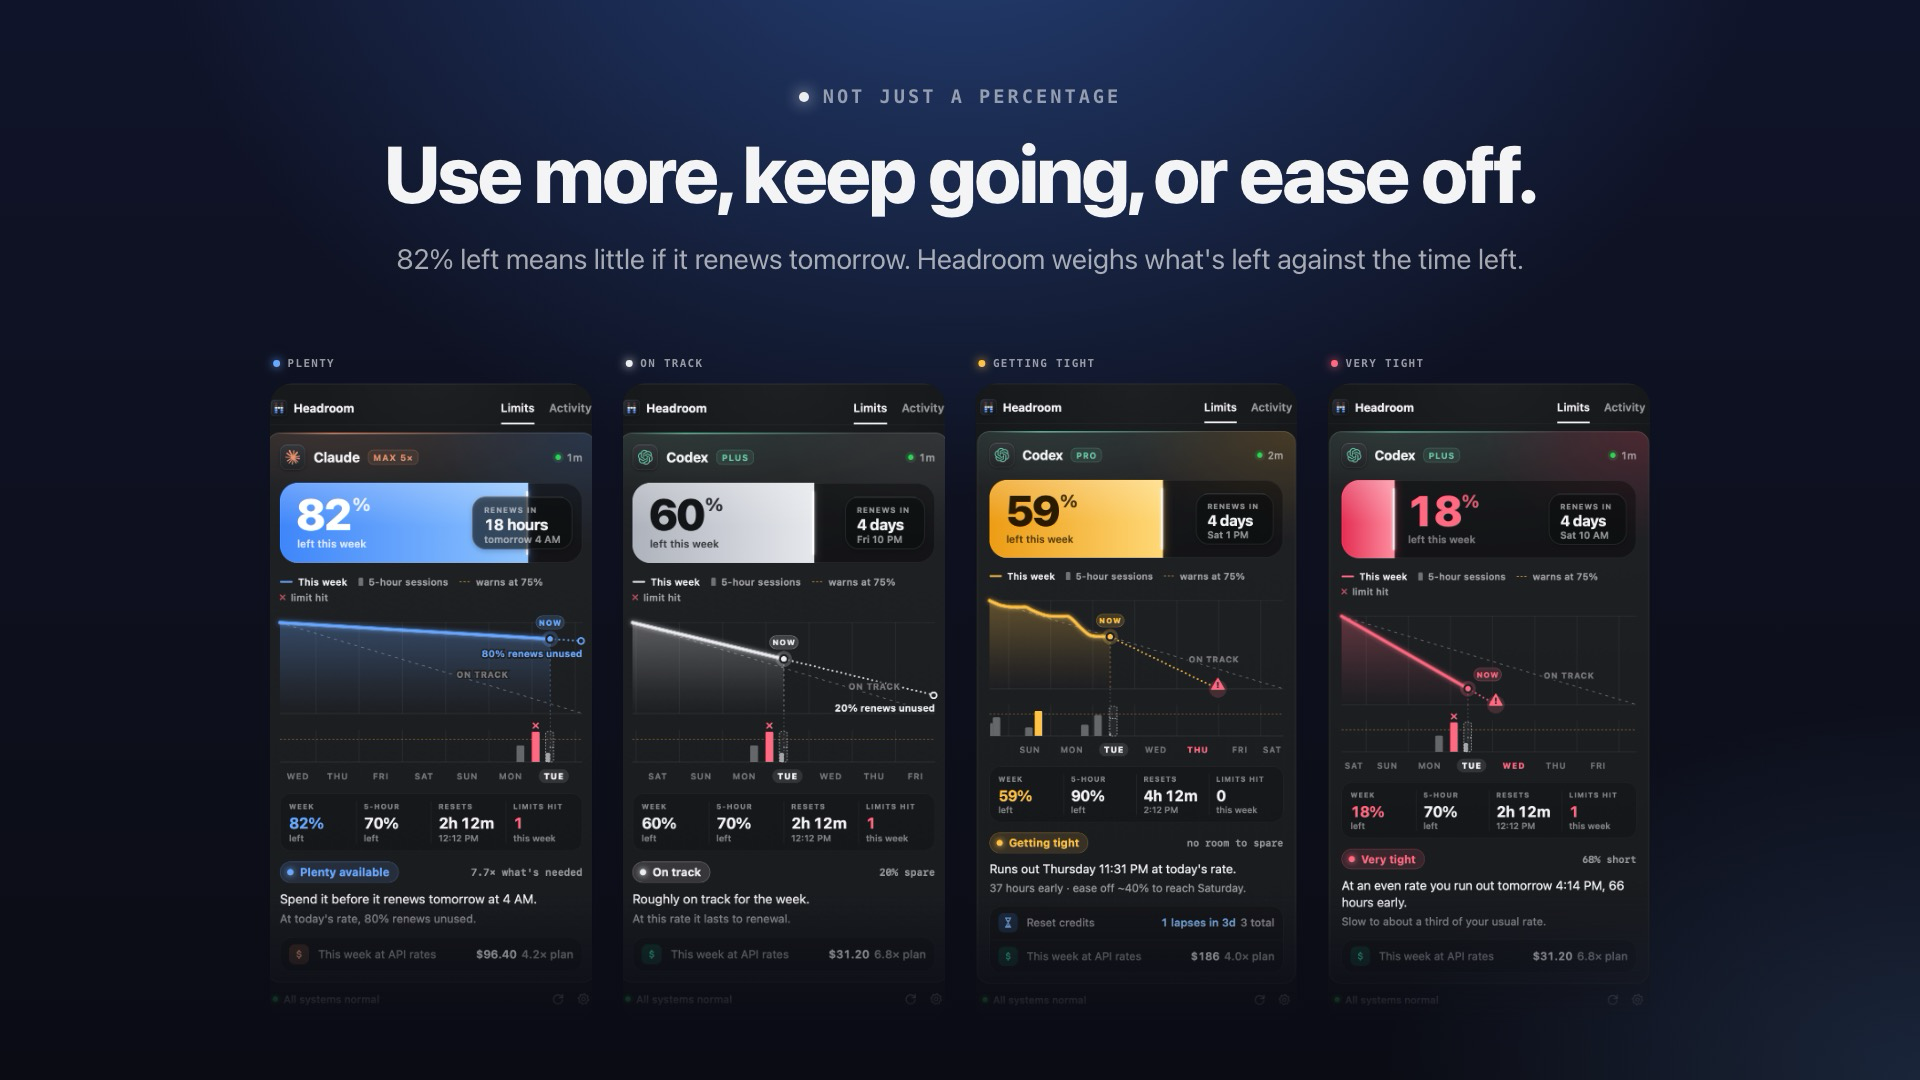 NOT JUST A PERCENTAGE
Use more, keep going, or ease off.
82% left means little if it renews tomorrow. Headroom weighs what's left against the time left.
PLENTY
Headroom
Limits
Activity
Claude
MAX 5×
1m
82%
left this week
RENEWS IN
18 hours
tomorrow 4 AM
This week
5-hour sessions
warns at 75%
× limit hit
NOW
80% renews unused
ON TRACK
×
WED THU FRI SAT SUN MON TUE
WEEK
82%
left
5-HOUR
70%
left
RESETS
2h 12m
12:12 PM
LIMITS HIT
1
this week
Plenty available
7.7× what's needed
Spend it before it renews tomorrow at 4 AM.
At today's rate, 80% renews unused.
$ This week at API rates
$96.40 4.2× plan
All systems normal
ON TRACK
Headroom
Limits
Activity
Codex
PLUS
1m
60%
left this week
RENEWS IN
4 days
Fri 10 PM
This week
5-hour sessions
warns at 75%
× limit hit
NOW
ON TRACK
20% renews unused
×
SAT SUN MON TUE WED THU FRI
WEEK
60%
left
5-HOUR
70%
left
RESETS
2h 12m
12:12 PM
LIMITS HIT
1
this week
On track
20% spare
Roughly on track for the week.
At this rate it lasts to renewal.
$ This week at API rates
$31.20 6.8× plan
All systems normal
GETTING TIGHT
Headroom
Limits
Activity
Codex
PRO
2m
59%
left this week
RENEWS IN
4 days
Sat 1 PM
This week
5-hour sessions
warns at 75%
NOW
ON TRACK
SUN MON TUE WED THU FRI SAT
WEEK
59%
left
5-HOUR
90%
left
RESETS
4h 12m
2:12 PM
LIMITS HIT
0
this week
Getting tight
no room to spare
Runs out Thursday 11:31 PM at today's rate.
37 hours early · ease off ~40% to reach Saturday.
Reset credits
1 lapses in 3d 3 total
$ This week at API rates
$186 4.0× plan
All systems normal
VERY TIGHT
Headroom
Limits
Activity
Codex
PLUS
1m
18%
left this week
RENEWS IN
4 days
Sat 10 AM
This week
5-hour sessions
warns at 75%
× limit hit
NOW
ON TRACK
×
SAT SUN MON TUE WED THU FRI
WEEK
18%
left
5-HOUR
70%
left
RESETS
2h 12m
12:12 PM
LIMITS HIT
1
this week
Very tight
68% short
At an even rate you run out tomorrow 4:14 PM, 66
hours early.
Slow to about a third of your usual rate.
$ This week at API rates
$31.20 6.8× plan
All systems normal